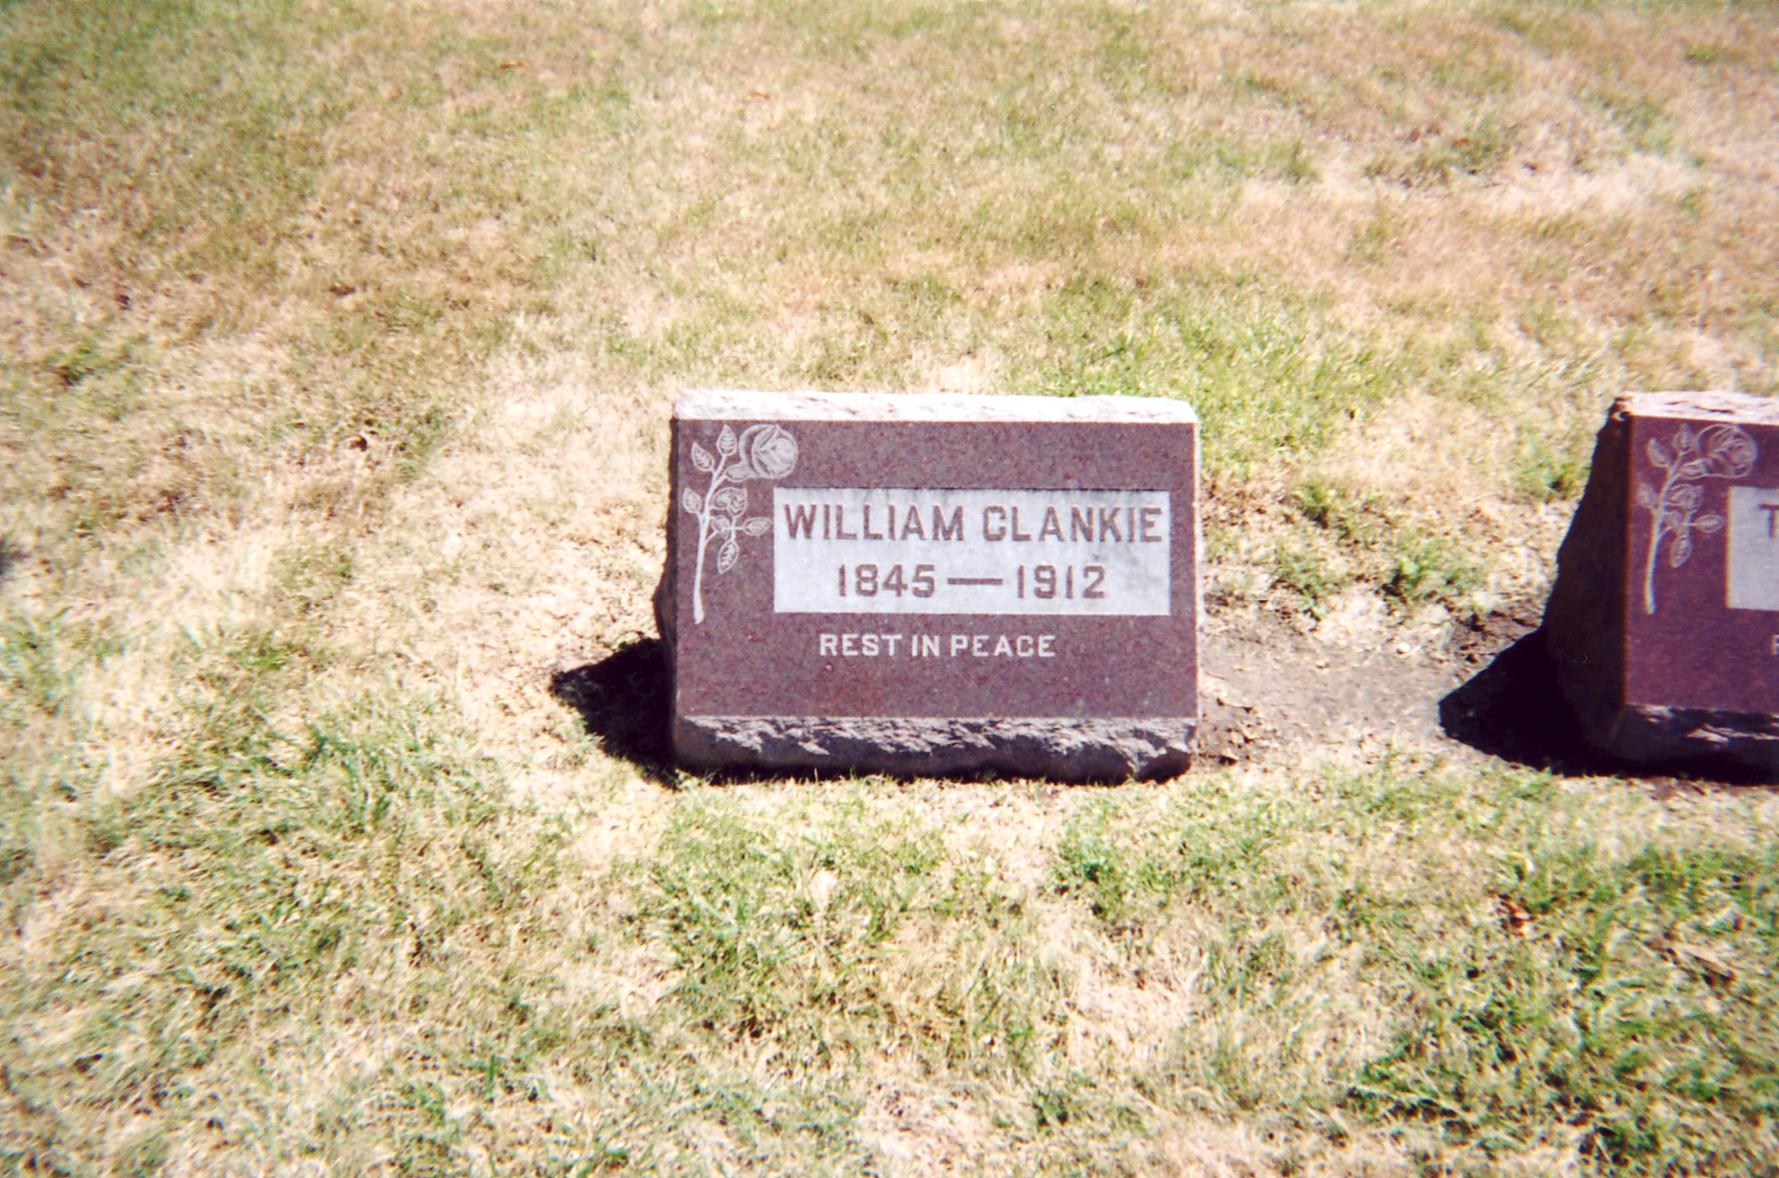 WILLIAM CLANKIE
1845—1912
REST IN PEACE